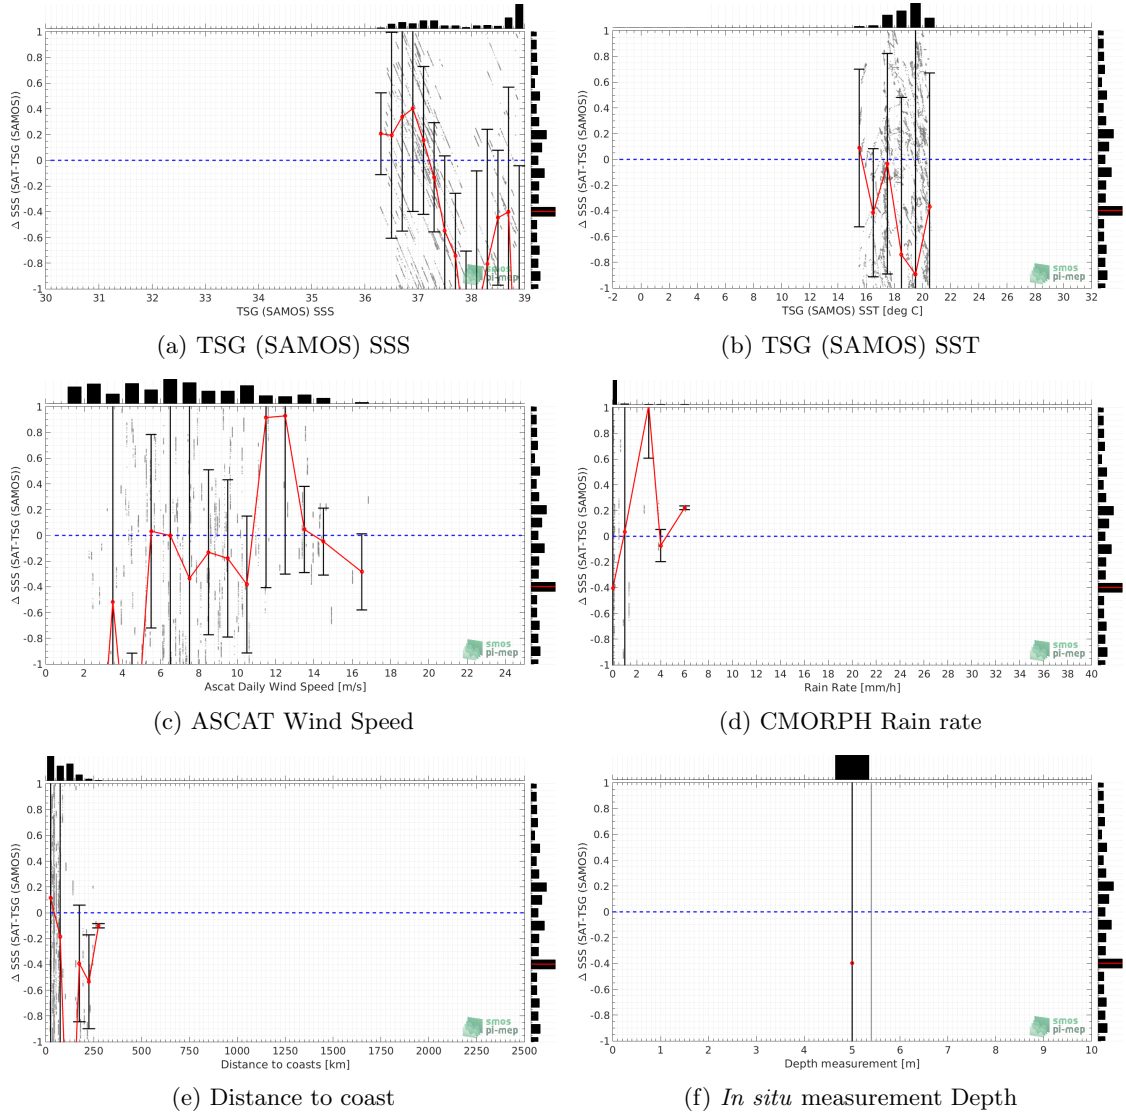 1
0.8
0.6
0.4
0.2
0
-0.2
-0.4
-0.6
-0.8
-1
Δ SSS (SAT-TSG (SAMOS))
30 31 32 33 34 35 36 37 38 39
TSG (SAMOS) SSS
smos
pi-mep
(a) TSG (SAMOS) SSS
1
0.8
0.6
0.4
0.2
0
-0.2
-0.4
-0.6
-0.8
-1
Δ SSS (SAT-TSG (SAMOS))
-2 0 2 4 6 8 10 12 14 16 18 20 22 24 26 28 30 32
TSG (SAMOS) SST [deg C]
smos
pi-mep
(b) TSG (SAMOS) SST
1
0.8
0.6
0.4
0.2
0
-0.2
-0.4
-0.6
-0.8
-1
Δ SSS (SAT-TSG (SAMOS))
0 2 4 6 8 10 12 14 16 18 20 22 24
Ascat Daily Wind Speed [m/s]
smos
pi-mep
(c) ASCAT Wind Speed
1
0.8
0.6
0.4
0.2
0
-0.2
-0.4
-0.6
-0.8
-1
Δ SSS (SAT-TSG (SAMOS))
0 2 4 6 8 10 12 14 16 18 20 22 24 26 28 30 32 34 36 38 40
Rain Rate [mm/h]
smos
pi-mep
(d) CMORPH Rain rate
1
0.8
0.6
0.4
0.2
0
-0.2
-0.4
-0.6
-0.8
-1
Δ SSS (SAT-TSG (SAMOS))
0 250 500 750 1000 1250 1500 1750 2000 2250 2500
Distance to coasts [km]
smos
pi-mep
(e) Distance to coast
1
0.8
0.6
0.4
0.2
0
-0.2
-0.4
-0.6
-0.8
-1
Δ SSS (SAT-TSG (SAMOS))
0 1 2 3 4 5 6 7 8 9 10
Depth measurement [m]
smos
pi-mep
(f) In situ measurement Depth